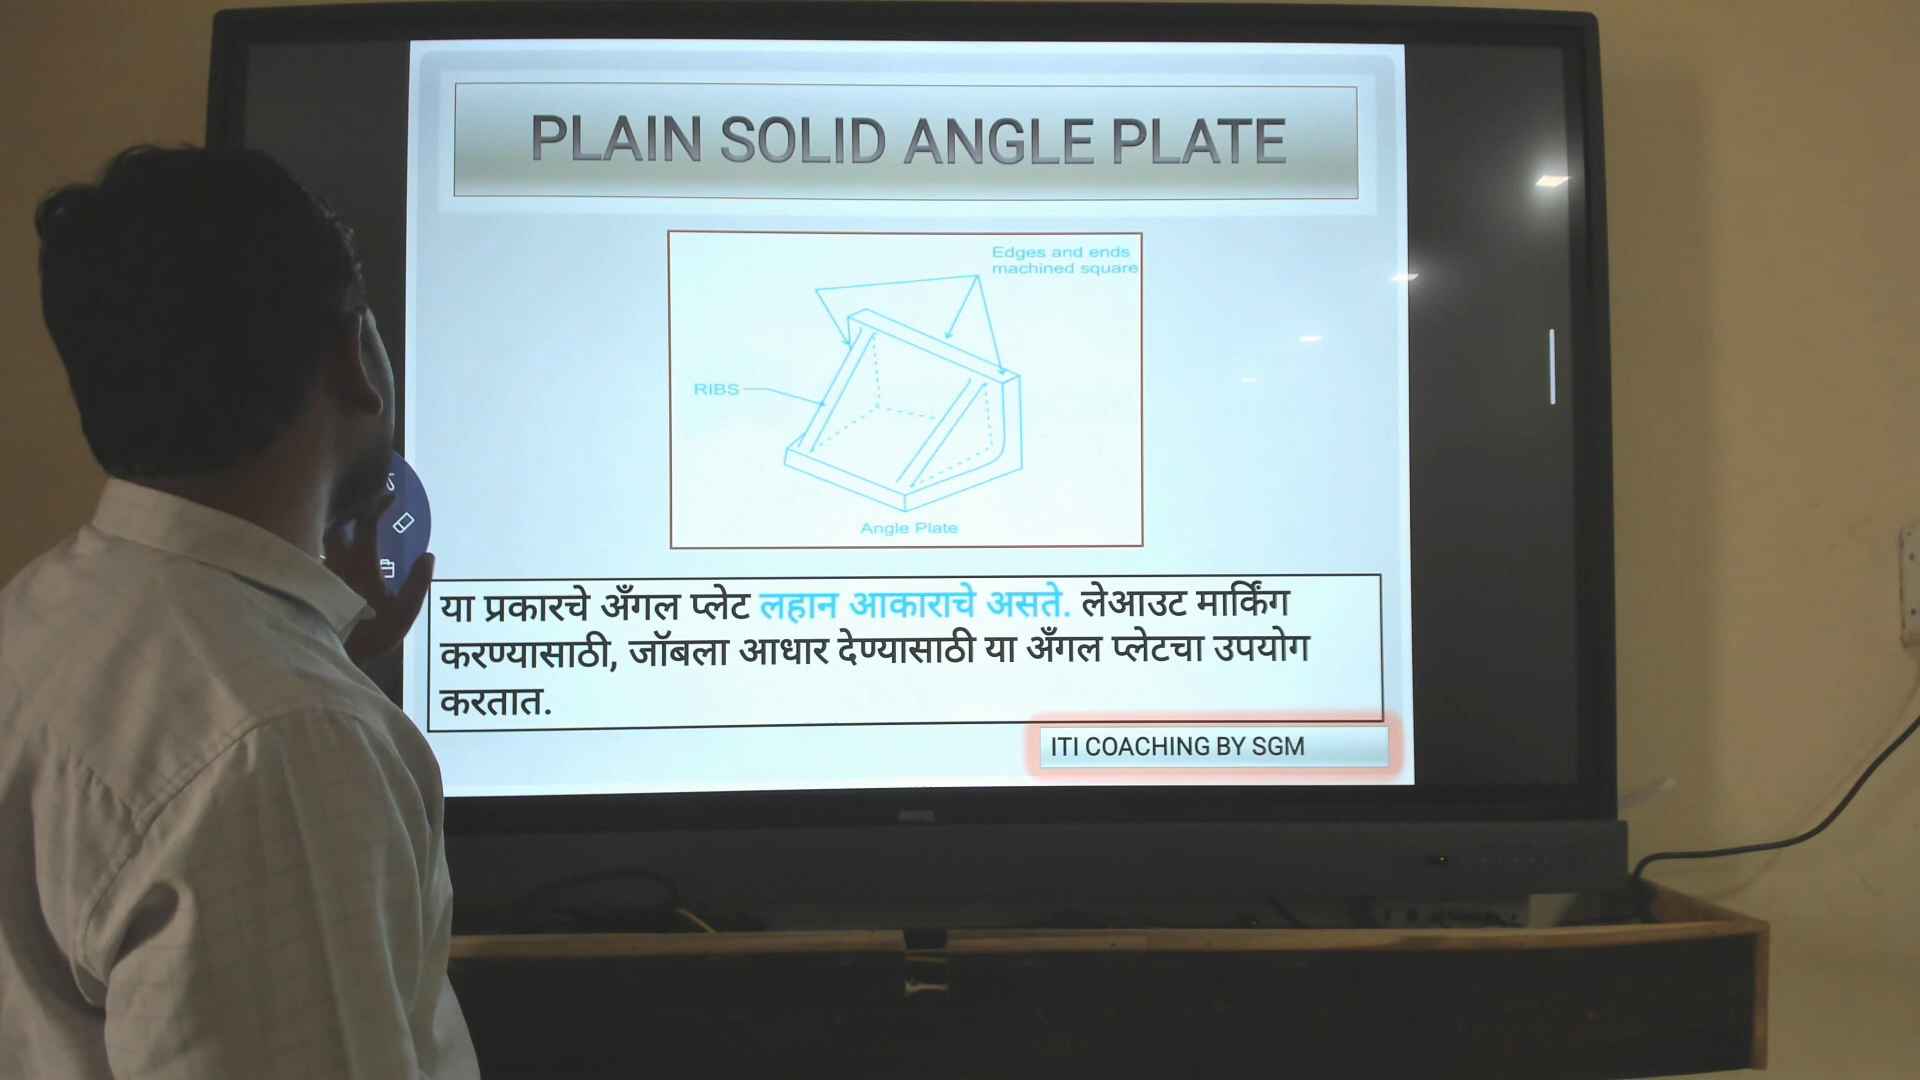 PLAIN SOLID ANGLE PLATE
Edges and ends
machined square
RIBS
Angle Plate
या प्रकारचे अँगल प्लेट लहान आकाराचे असते. लेआउट मार्किंग
करण्यासाठी, जॉबला आधार देण्यासाठी या अँगल प्लेटचा उपयोग
करतात.
ITI COACHING BY SGM